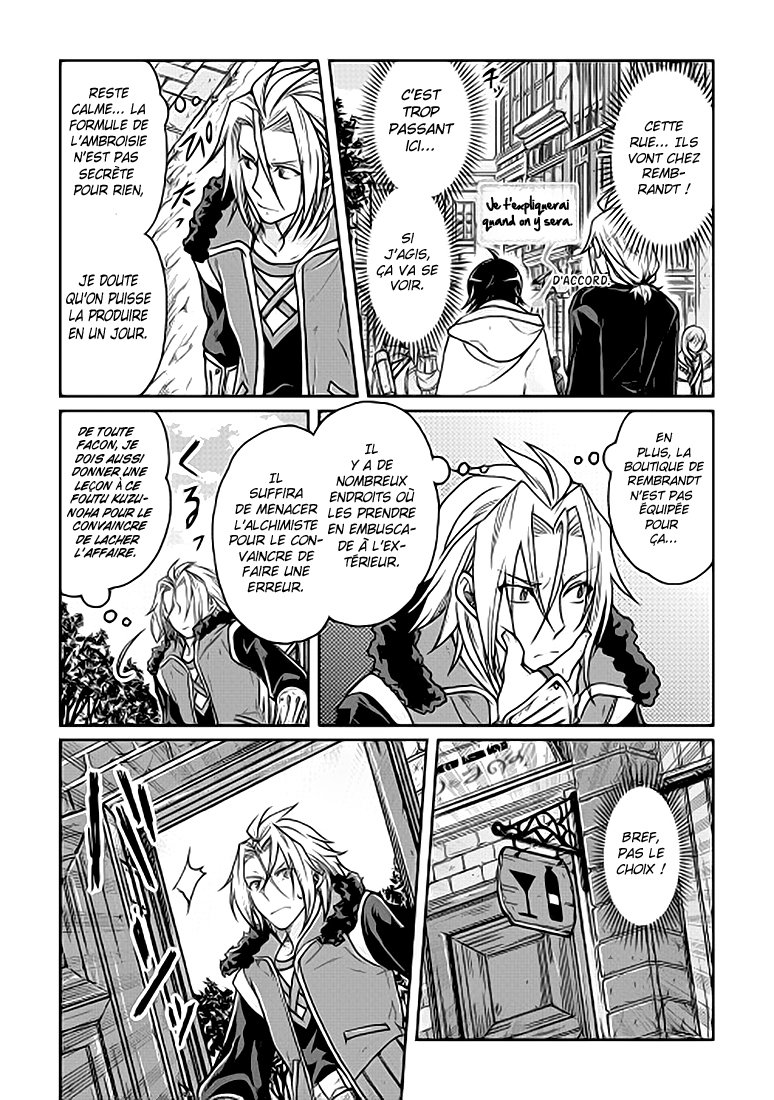 CETTE
RUE... ILS
VONT CHEZ
REMB-
RANDT !
C'EST
TROP
PASSANT
ICI...
Je t'expliquerai
quand on y sera.
D'ACCORD.
SI
J'AGIS,
ÇA VA SE
VOIR.
RESTE
CALME... LA
FORMULE DE
L'AMBROISIE
N'EST PAS
SECRÈTE
POUR RIEN,
JE DOUTE
QU'ON PUISSE
LA PRODUIRE
EN UN JOUR.
EN
PLUS, LA
BOUTIQUE DE
REMBRANDT
N'EST PAS
ÉQUIPÉE
POUR
ÇA...
IL
Y A DE
NOMBREUX
ENDROITS OÙ
LES PRENDRE
EN EMBUSCA-
DE À L'EX-
TÉRIEUR.
IL
SUFFIRA
DE MENACER
L'ALCHIMISTE
POUR LE CON-
VAINCRE DE
FAIRE UNE
ERREUR.
DE TOUTE
FACON, JE
DOIS AUSSI
DONNER UNE
LEÇON À CE
FOUTU KUZU-
NOHA POUR LE
CONVAINCRE
DE LACHER
L'AFFAIRE.
BREF,
PAS LE
CHOIX !